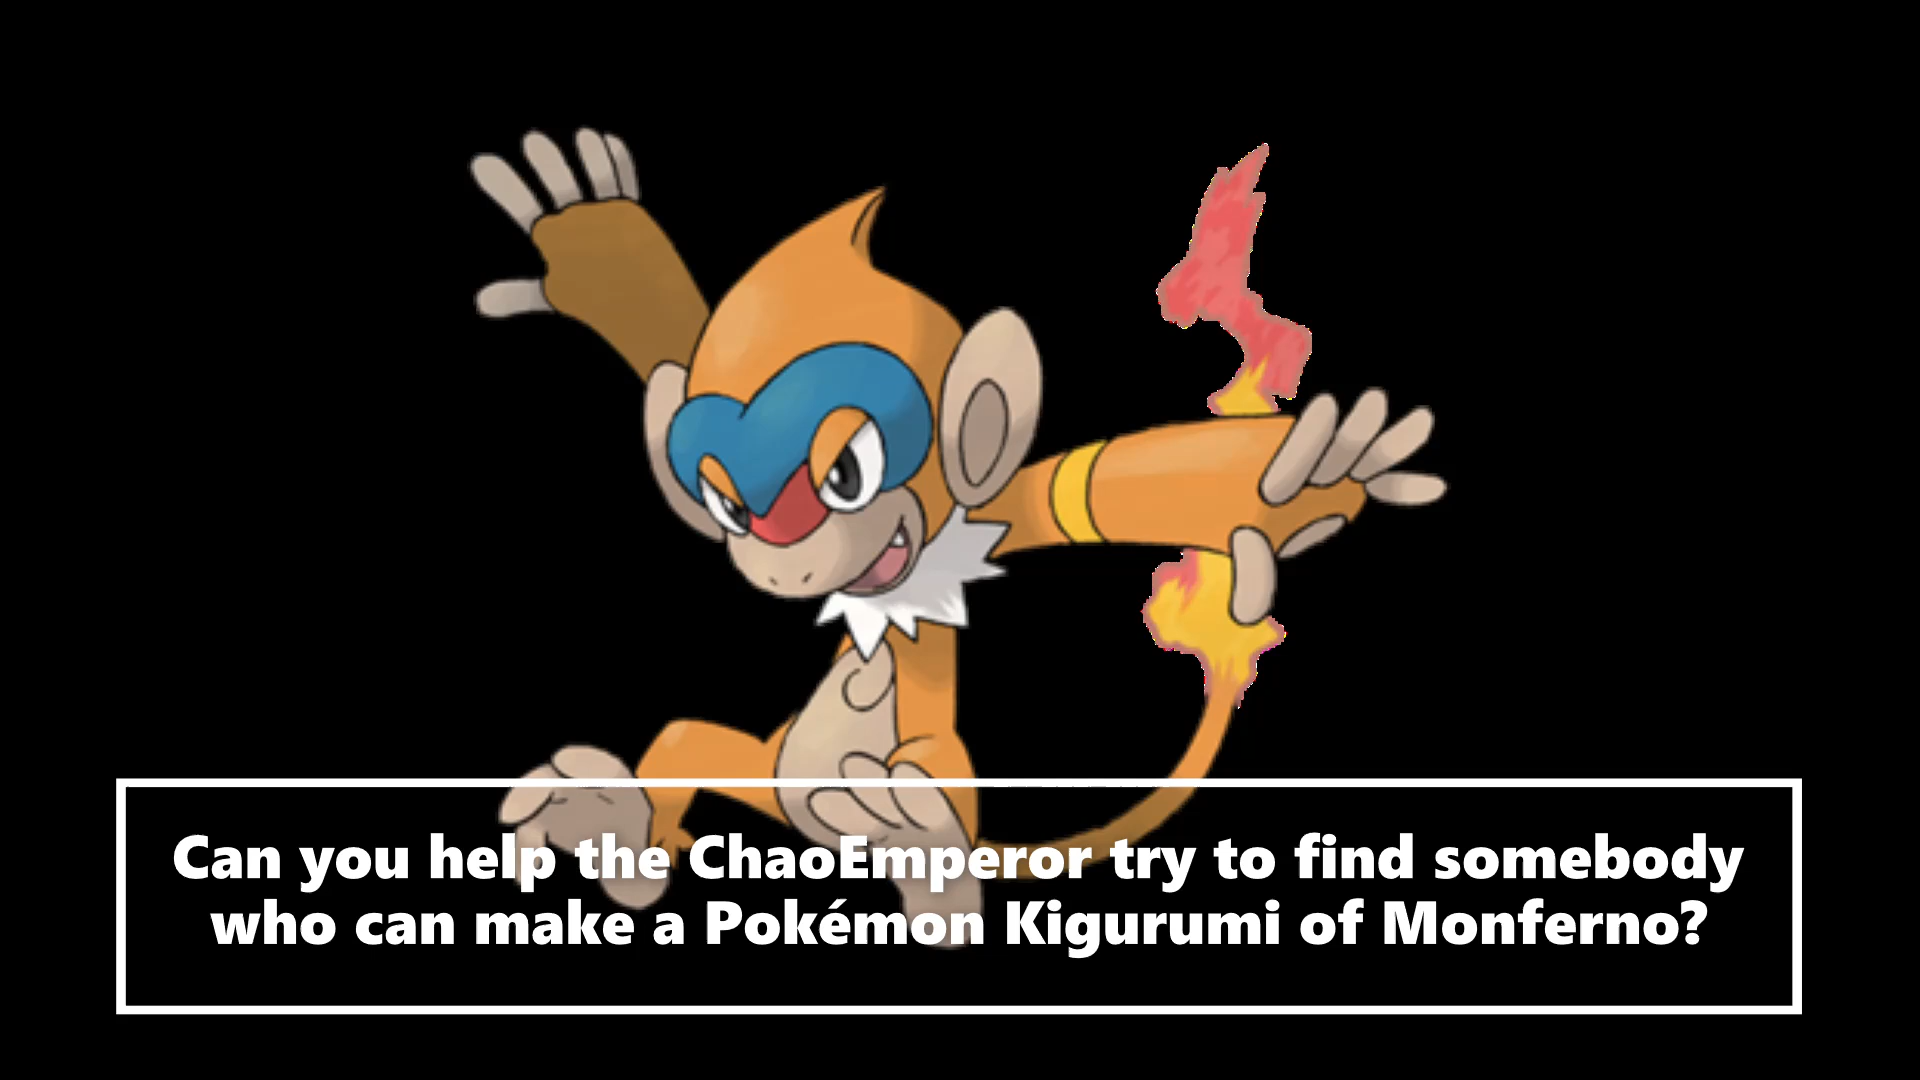 Can you help the ChaoEmperor try to find somebody
who can make a Pokémon Kigurumi of Monferno?